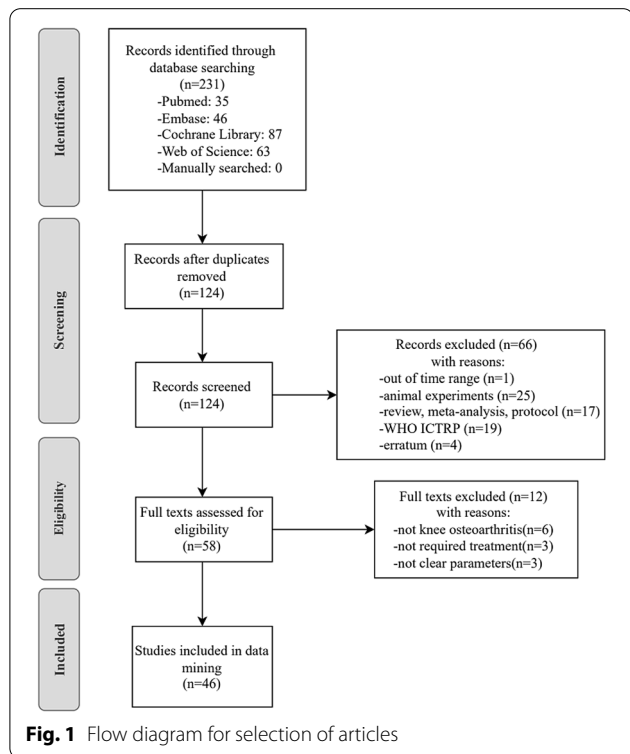 Identification
Records identified through
database searching
(n=231)
-Pubmed: 35
-Embase: 46
-Cochrane Library: 87
-Web of Science: 63
-Manually searched: 0
Screening
Records after duplicates
removed
(n=124)
Records screened
(n=124)
Records excluded (n=66)
with reasons:
-out of time range (n=1)
-animal experiments (n=25)
-review, meta-analysis, protocol (n=17)
-WHO ICTRP (n=19)
-erratum (n=4)
Eligibility
Full texts assessed for
eligibility
(n=58)
Full texts excluded (n=12)
with reasons:
-not knee osteoarthritis(n=6)
-not required treatment(n=3)
-not clear parameters(n=3)
Included
Studies included in data
mining
(n=46)
Fig. 1 Flow diagram for selection of articles